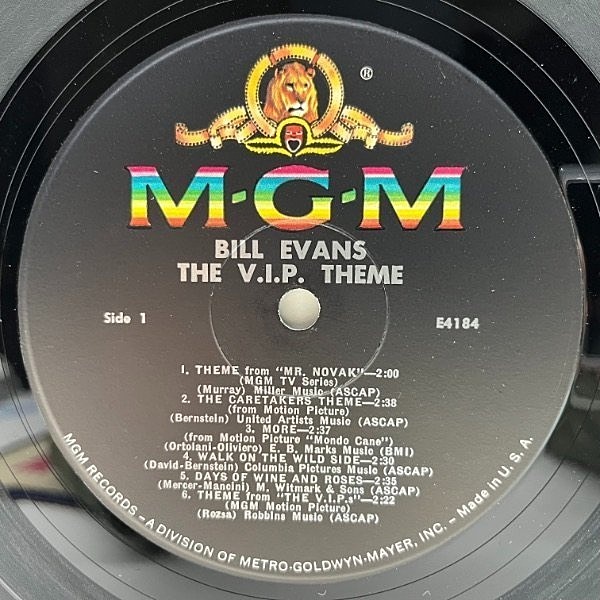 ®
M·G·M
BILL EVANS
THE V.I.P. THEME
Side 1
E4184
1. THEME from "MR. NOVAK"—2:00
(MGM TV Series)
(Murray) Miller Music (ASCAP)
2. THE CARETAKERS THEME—2:38
(from Motion Picture)
(Bernstein) United Artists Music (ASCAP)
3. MORE—2:37
(from Motion Picture "Mondo Cane")
(Ortolani-Oliviero) E. B. Marks Music (BMI)
4. WALK ON THE WILD SIDE—2:30
(David-Bernstein) Columbia Pictures Music (ASCAP)
5. DAYS OF WINE AND ROSES—2:35
(Mercer-Mancini) M. Witmark & Sons (ASCAP)
6. THEME from "THE V.I.P.s"—2:22
(MGM Motion Picture)
(Rozsa) Robbins Music (ASCAP)
MGM RECORDS—A DIVISION OF METRO-GOLDWYN-MAYER, INC.—Made in U. S. A.